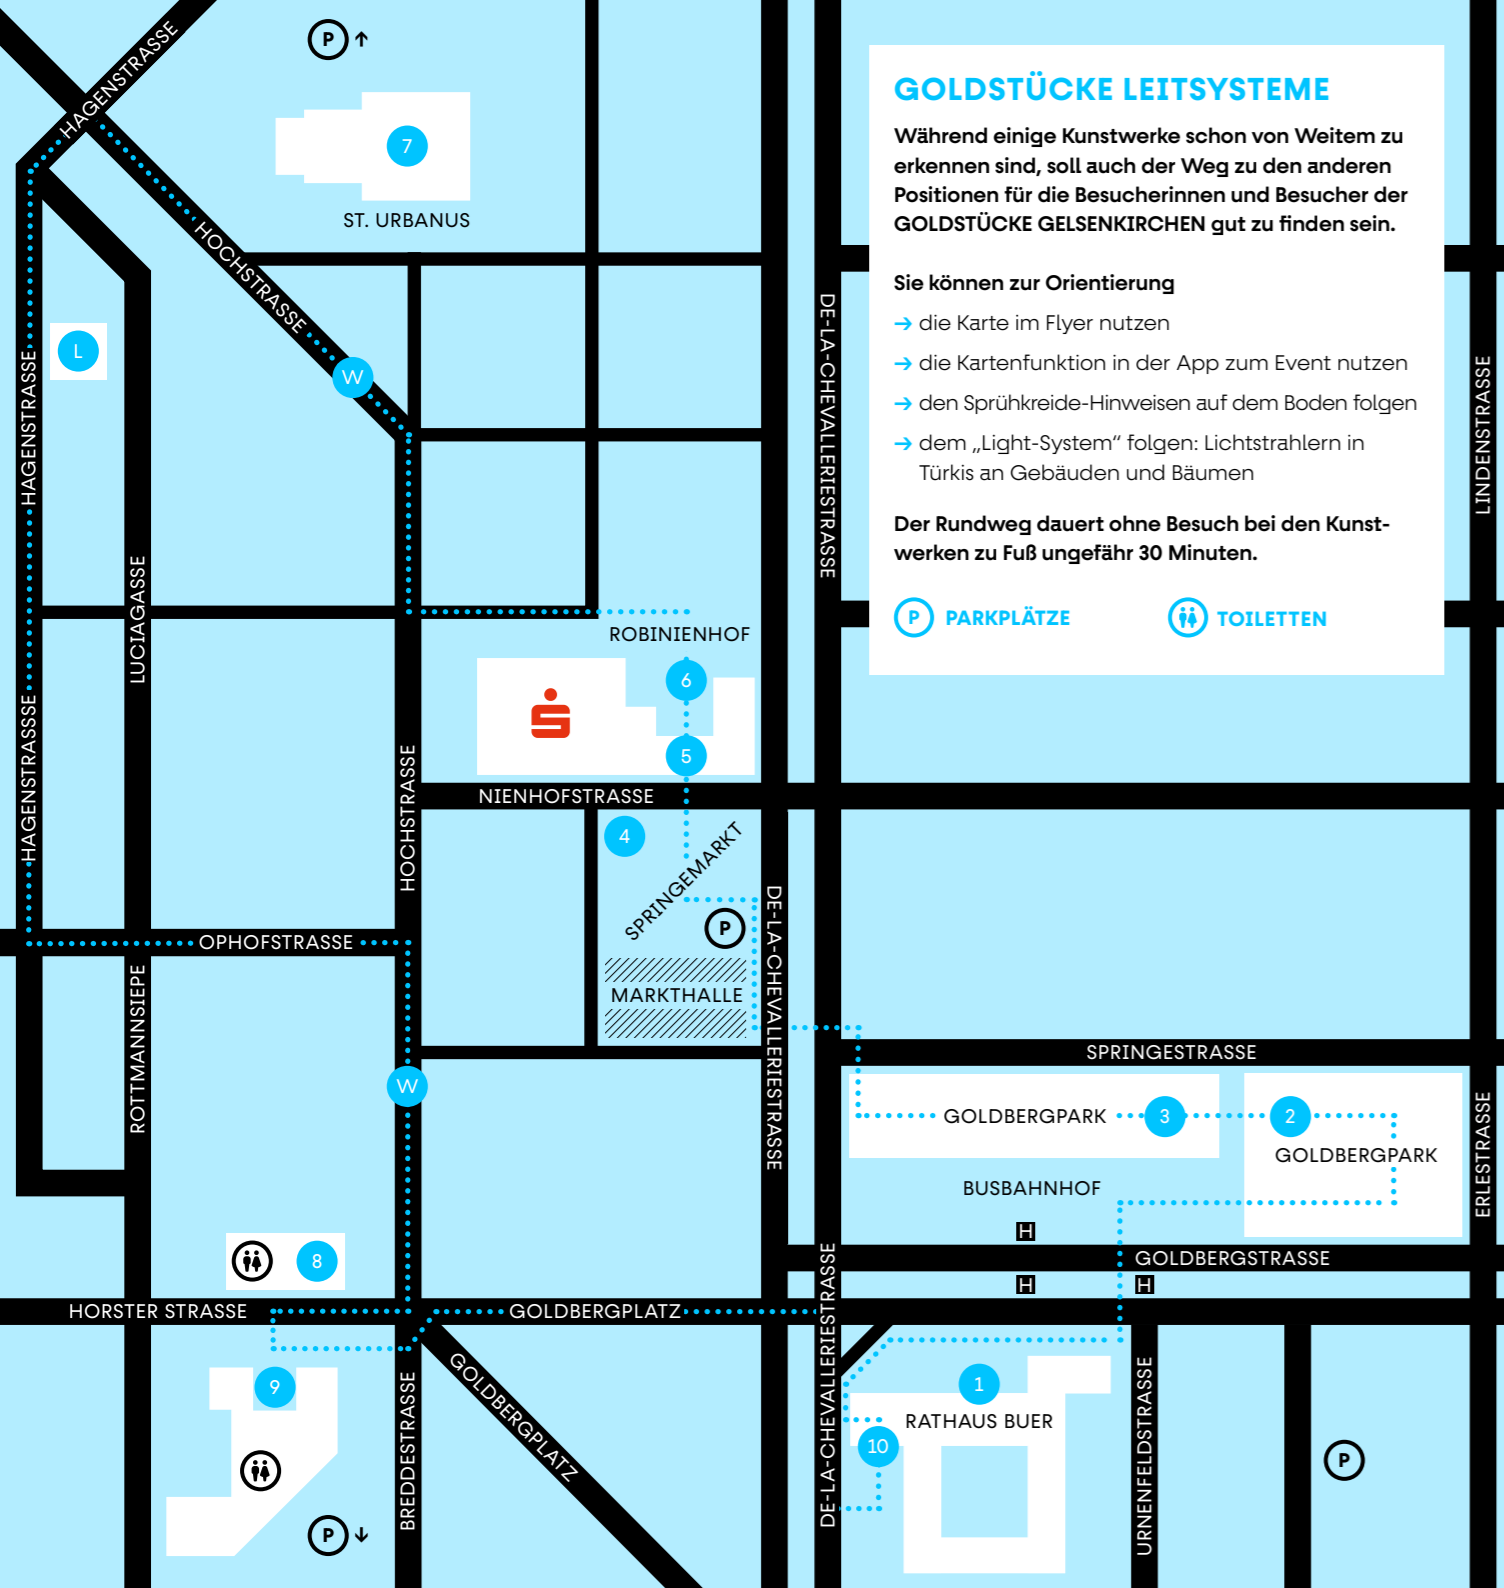 HAGENSTRASSE
P
GOLDSTÜCKE LEITSYSTEME
Während einige Kunstwerke schon von Weitem zu
erkennen sind, soll auch der Weg zu den anderen
Positionen für die Besucherinnen und Besucher der
GOLDSTÜCKE GELSENKIRCHEN gut zu finden sein.
Sie können zur Orientierung
→ die Karte im Flyer nutzen
→ die Kartenfunktion in der App zum Event nutzen
→ den Sprühkreide-Hinweisen auf dem Boden folgen
→ dem „Light-System“ folgen: Lichtstrahlern in
Türkis an Gebäuden und Bäumen
Der Rundweg dauert ohne Besuch bei den Kunst-
werken zu Fuß ungefähr 30 Minuten.
P PARKPLÄTZE
TOILETTEN
7
ST. URBANUS
HOCHSTRASSE
L
W
HAGENSTRASSE
DE-LA-CHEVALLERIESTRASSE
LINDENSTRASSE
LUCIAGASSE
ROBINIENHOF
6
5
HAGENSTRASSSE
HOCHSTRASSE
NIENHOFSTRASSE
4
SPRINGEMARKT
P
OPHOFSTRASSE
MARKTHALLE
DE-LA-CHEVALLERIESTRASSE
ROTTMANNSIEPE
W
SPRINGESTRASSE
GOLDBERGPARK
3
2
GOLDBERGPARK
ERLESTRASSE
BUSBAHNHOF
H
GOLDBERGSTRASSE
H
H
8
HORSTER STRASSE
GOLDBERGPLATZ
DE-LA-CHEVALLERIESTRASSE
9
GOLDBERGPLATZ
BREDDESTRASSE
1
RATHAUS BUER
10
URNENFELDSTRASSE
P
P